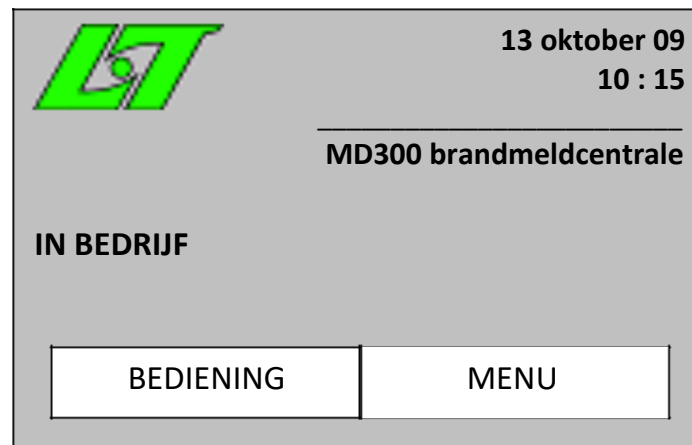 13 oktober 09
10 : 15
MD300 brandmeldcentrale
IN BEDRIJF
BEDIENING MENU